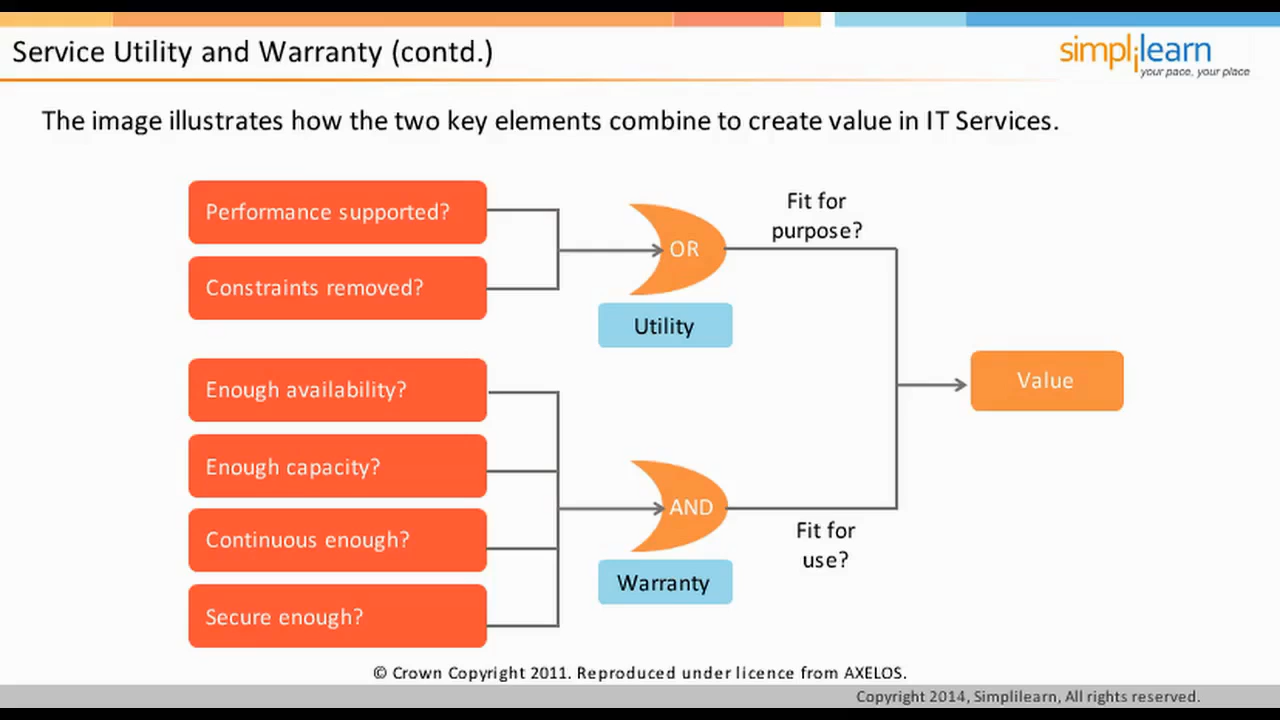 Service Utility and Warranty (contd.)
simplilearn
your pace, your place
The image illustrates how the two key elements combine to create value in IT Services.
Performance supported?
Constraints removed?
OR
Utility
Fit for
purpose?
Enough availability?
Enough capacity?
Continuous enough?
Secure enough?
AND
Warranty
Fit for
use?
Value
© Crown Copyright 2011. Reproduced under licence from AXELOS.
Copyright 2014, Simplilearn, All rights reserved.